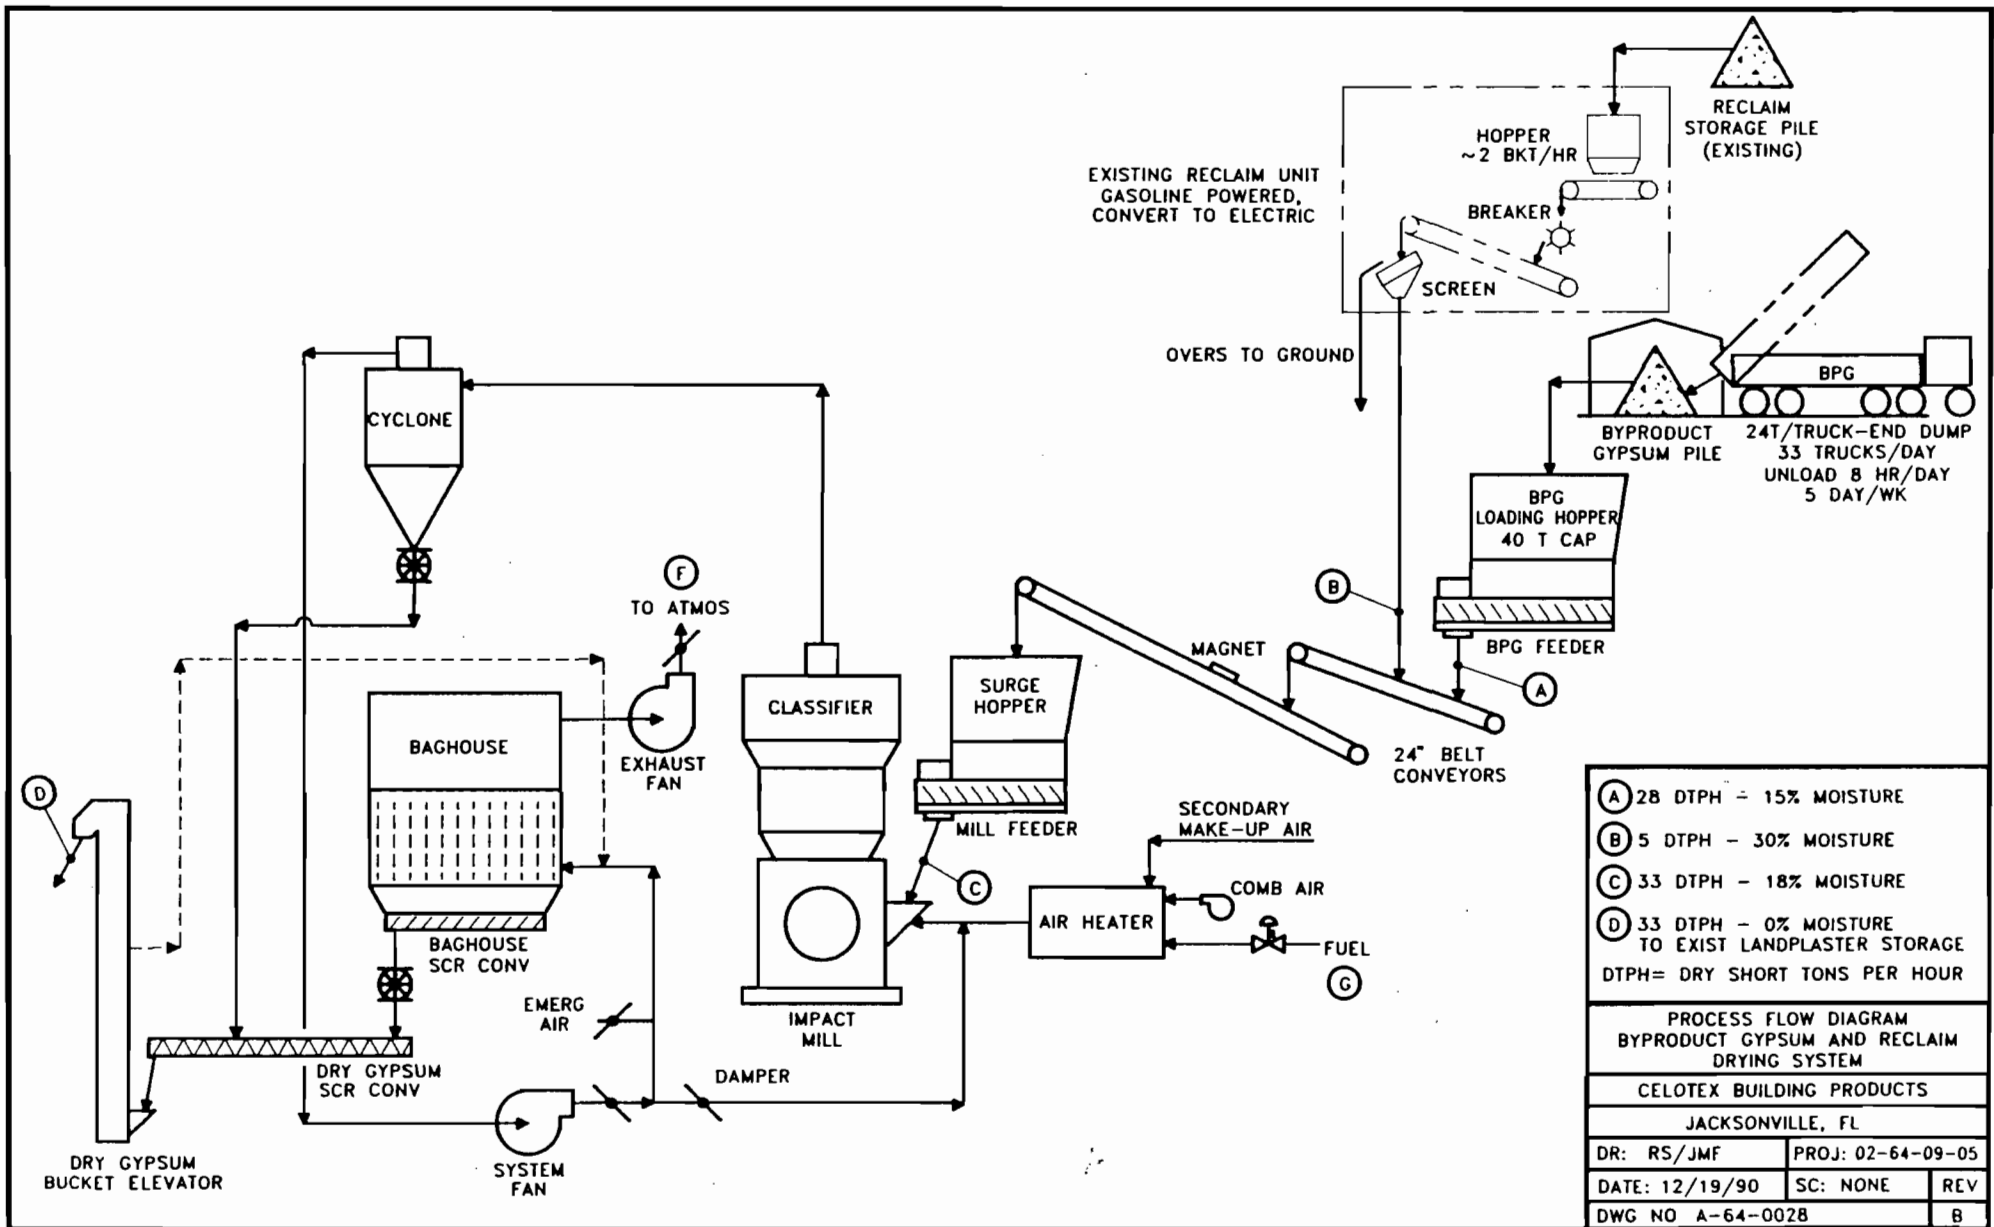 RECLAIM
STORAGE PILE
(EXISTING)
HOPPER
~2 BKT/HR
EXISTING RECLAIM UNIT
GASOLINE POWERED,
CONVERT TO ELECTRIC
BREAKER
SCREEN
OVERS TO GROUND
BPG
BYPRODUCT
GYPSUM PILE
24T/TRUCK-END DUMP
33 TRUCKS/DAY
UNLOAD 8 HR/DAY
5 DAY/WK
BPG
LOADING HOPPER
40 T CAP
BPG FEEDER
A
B
MAGNET
24" BELT
CONVEYORS
CYCLONE
F
TO ATMOS
EXHAUST
FAN
BAGHOUSE
BAGHOUSE
SCR CONV
CLASSIFIER
SURGE
HOPPER
MILL FEEDER
C
IMPACT
MILL
SECONDARY
MAKE-UP AIR
COMB AIR
AIR HEATER
FUEL
G
D
EMERG
AIR
DAMPER
DRY GYPSUM
SCR CONV
SYSTEM
FAN
DRY GYPSUM
BUCKET ELEVATOR
A 28 DTPH - 15% MOISTURE
B 5 DTPH - 30% MOISTURE
C 33 DTPH - 18% MOISTURE
D 33 DTPH - 0% MOISTURE
TO EXIST LANDPLASTER STORAGE
DTPH= DRY SHORT TONS PER HOUR
PROCESS FLOW DIAGRAM
BYPRODUCT GYPSUM AND RECLAIM
DRYING SYSTEM
CELOTEX BUILDING PRODUCTS
JACKSONVILLE, FL
DR: RS/JMF
PROJ: 02-64-09-05
DATE: 12/19/90
SC: NONE
REV
DWG NO A-64-0028
B